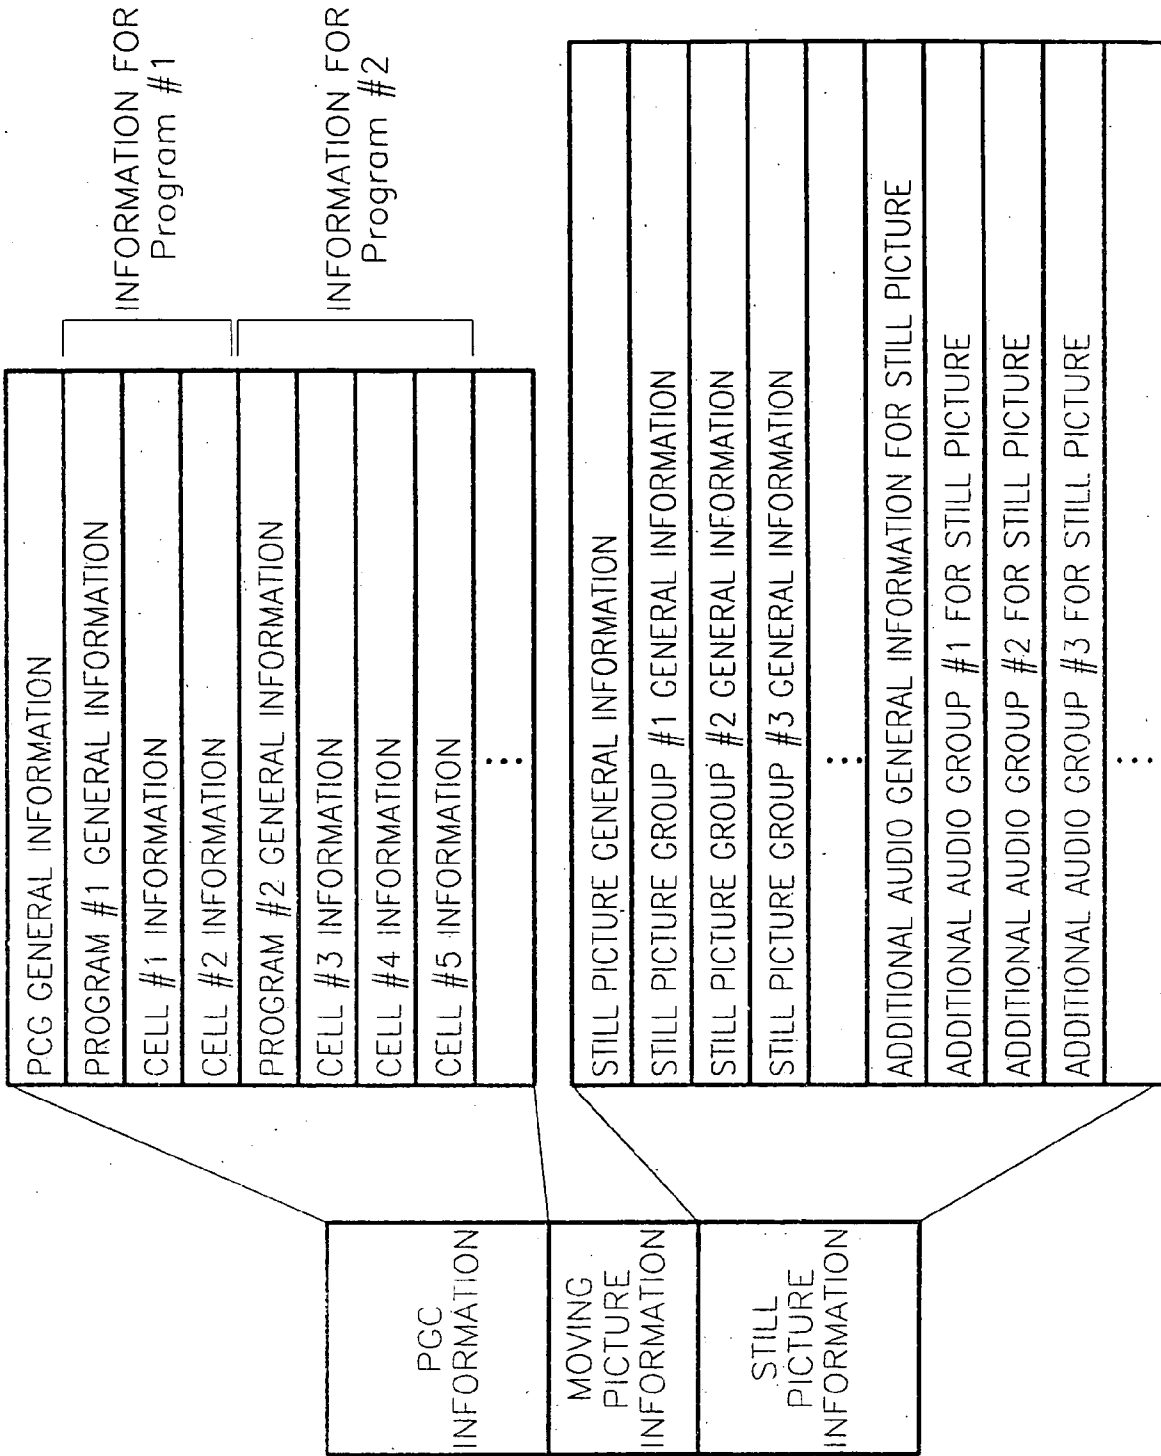 PGC
INFORMATION
MOVING
PICTURE
INFORMATION
STILL
PICTURE
INFORMATION
PCG GENERAL INFORMATION
PROGRAM #1 GENERAL INFORMATION
CELL #1 INFORMATION
CELL #2 INFORMATION
PROGRAM #2 GENERAL INFORMATION
CELL #3 INFORMATION
CELL #4 INFORMATION
CELL #5 INFORMATION
...
INFORMATION FOR
Program #1
INFORMATION FOR
Program #2
STILL PICTURE GENERAL INFORMATION
STILL PICTURE GROUP #1 GENERAL INFORMATION
STILL PICTURE GROUP #2 GENERAL INFORMATION
STILL PICTURE GROUP #3 GENERAL INFORMATION
...
ADDITIONAL AUDIO GENERAL INFORMATION FOR STILL PICTURE
ADDITIONAL AUDIO GROUP #1 FOR STILL PICTURE
ADDITIONAL AUDIO GROUP #2 FOR STILL PICTURE
ADDITIONAL AUDIO GROUP #3 FOR STILL PICTURE
...